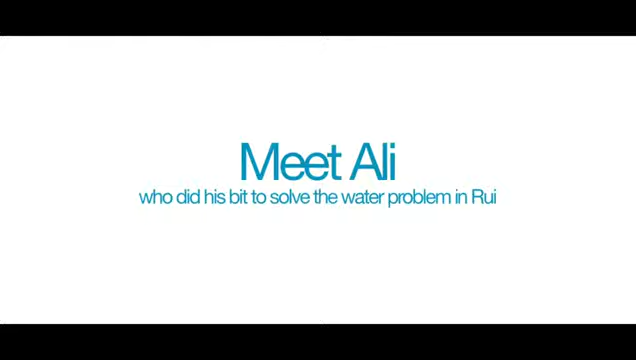 Meet Ali
who did his bit to solve the water problem in Rui